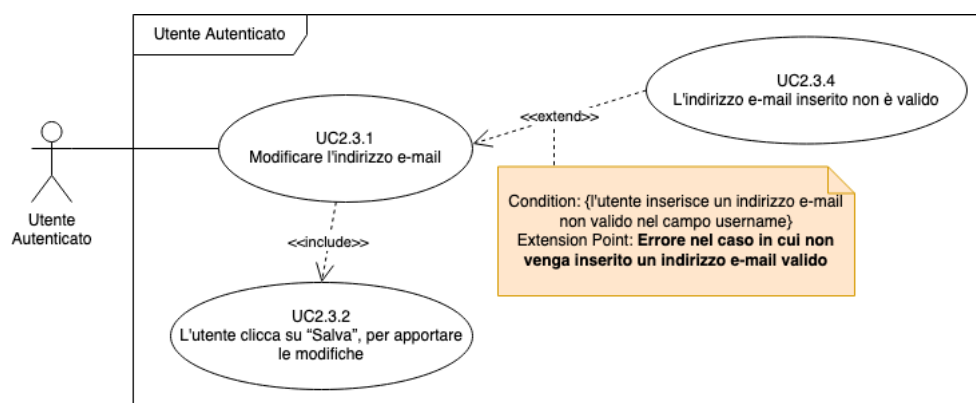 Utente Autenticato
UC2.3.4
L'indirizzo e-mail inserito non è valido
<<extend>>
UC2.3.1
Modificare l'indirizzo e-mail
Utente
Autenticato
Condition: {l'utente inserisce un indirizzo e-mail
non valido nel campo username}
Extension Point: Errore nel caso in cui non
venga inserito un indirizzo e-mail valido
<<include>>
UC2.3.2
L'utente clicca su “Salva”, per apportare
le modifiche